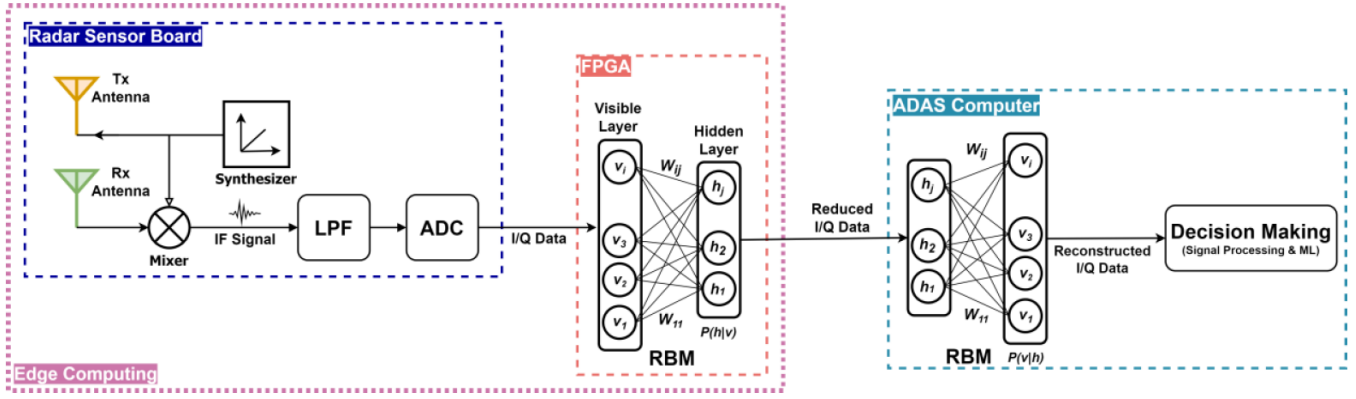 Radar Sensor Board
Tx
Antenna
Rx
Antenna
Synthesizer
Mixer
IF Signal
LPF
ADC
I/Q Data
Edge Computing
FPGA
Visible
Layer
Hidden
Layer
v_i
v_3
v_2
v_1
W_ij
W_11
h_j
h_2
h_1
P(h|v)
RBM
Reduced
I/Q Data
ADAS Computer
h_j
h_2
h_1
W_ij
W_11
v_i
v_3
v_2
v_1
RBM
P(v|h)
Reconstructed
I/Q Data
Decision Making
(Signal Processing & ML)